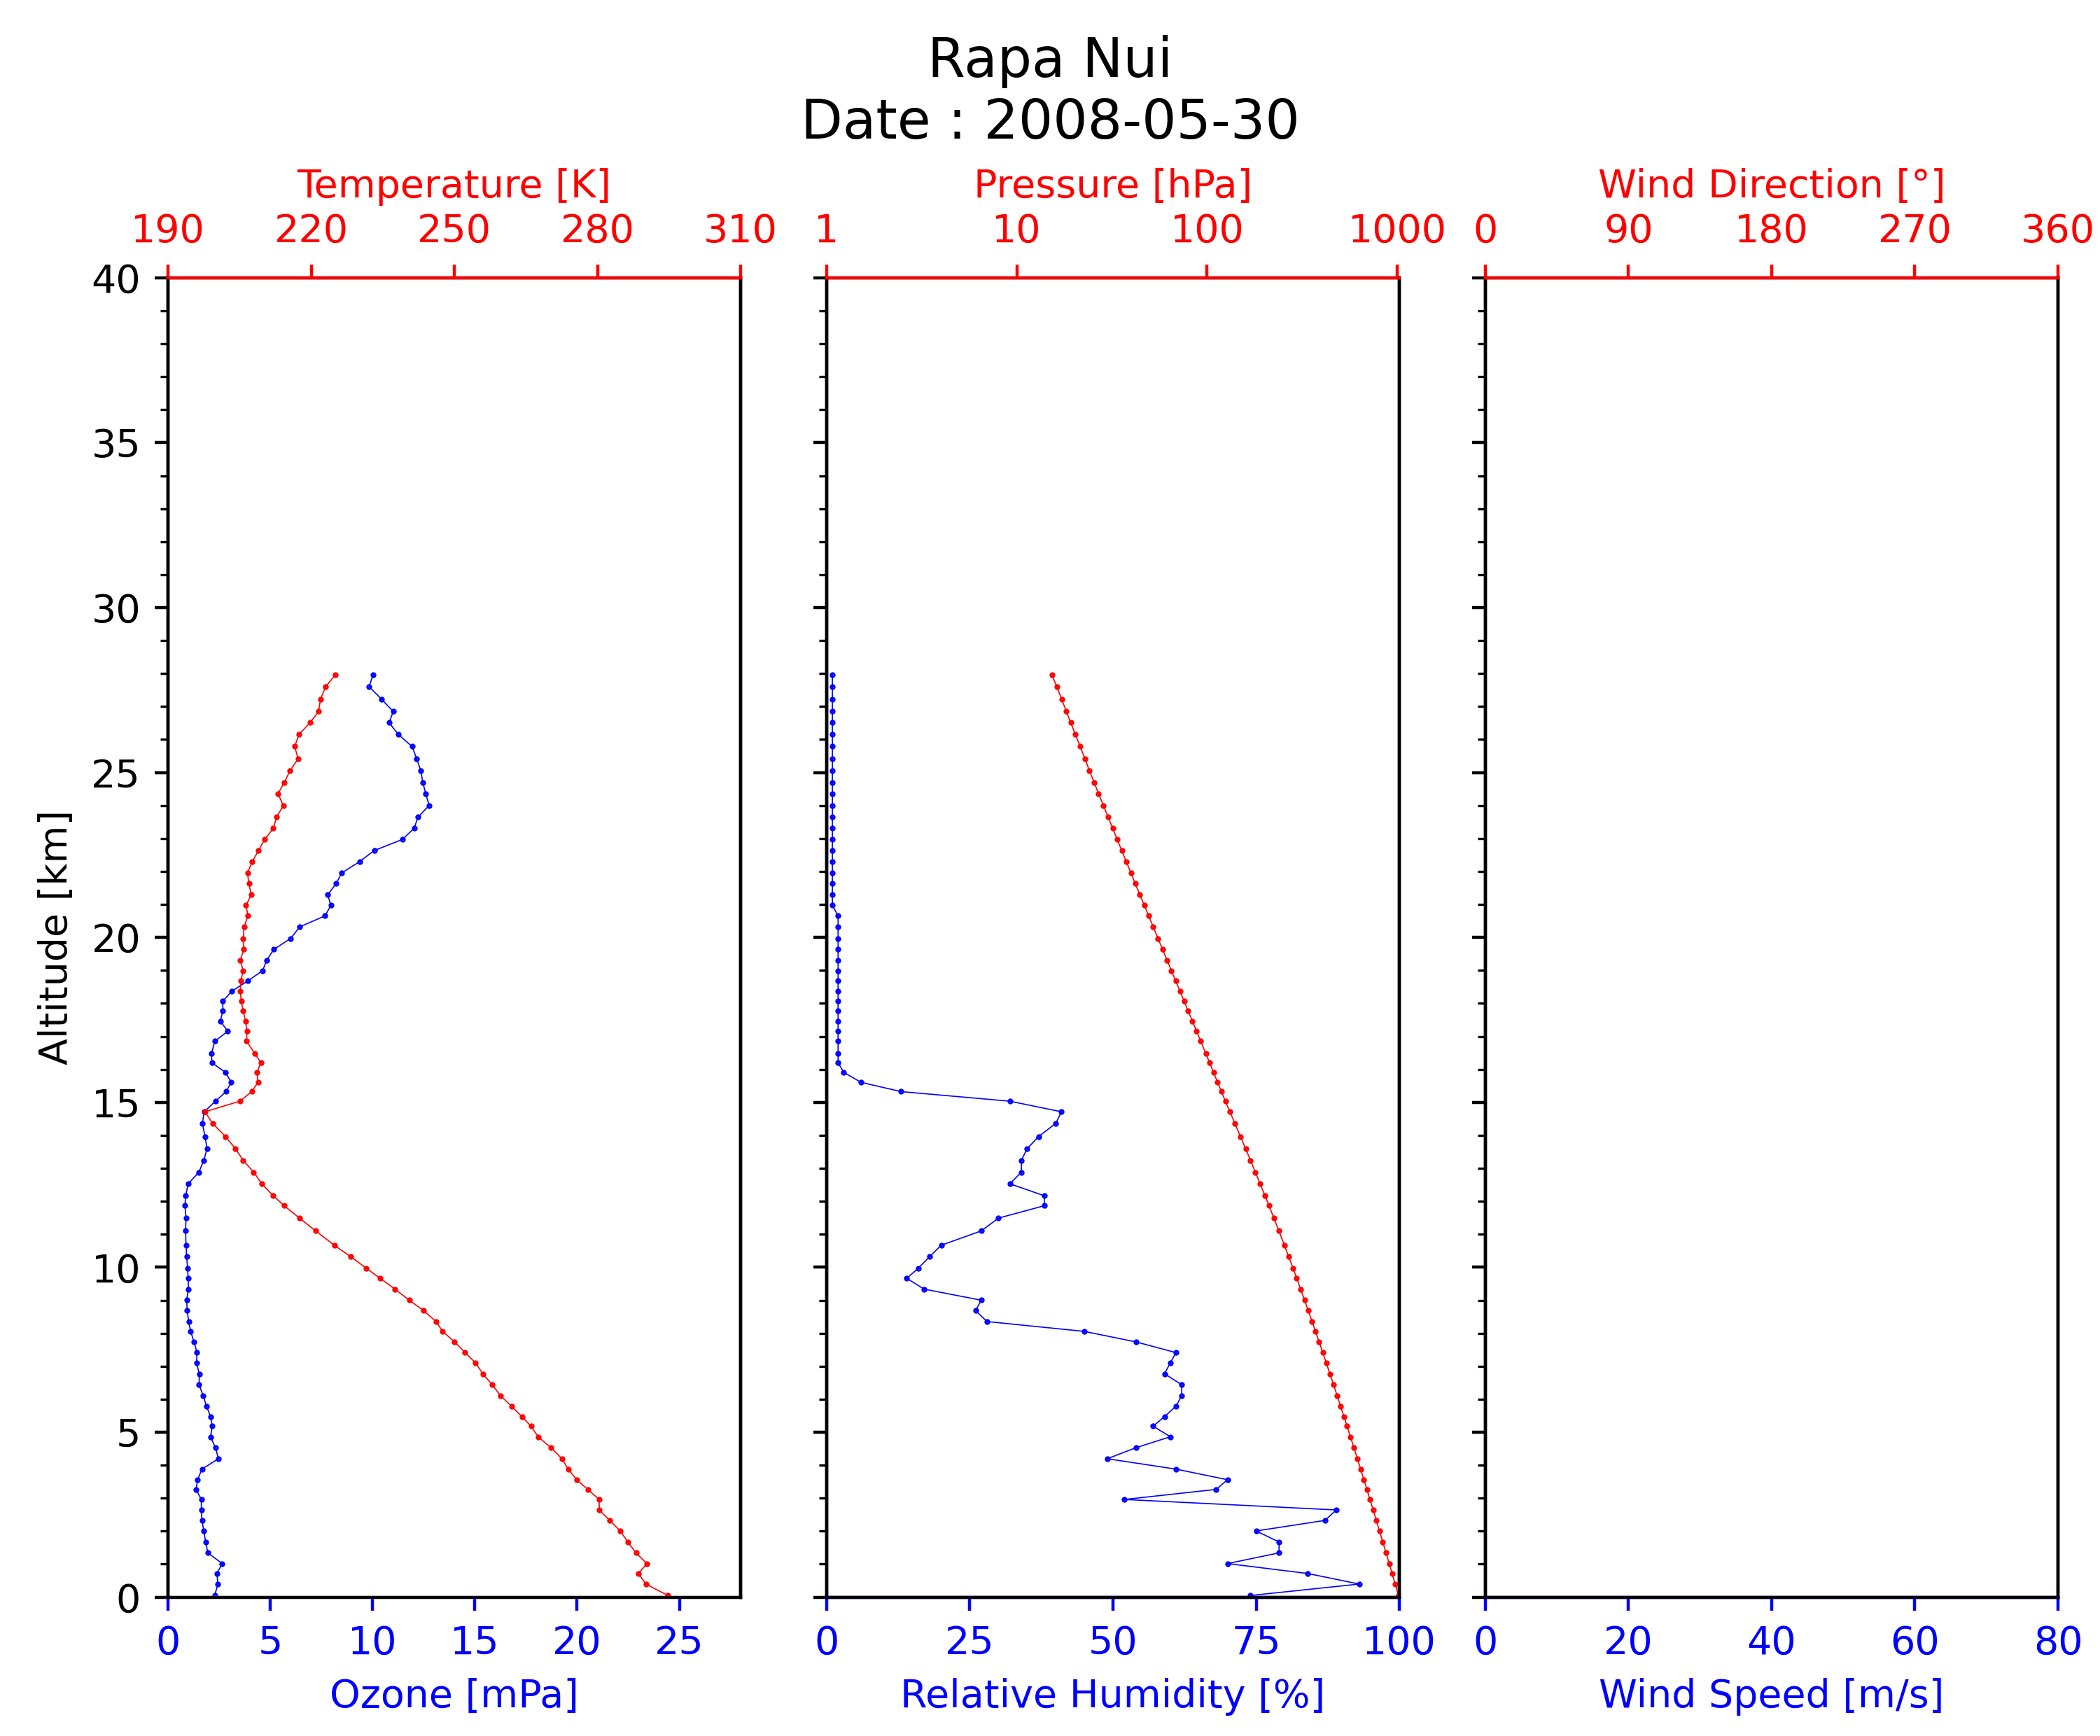 Rapa Nui
Date : 2008-05-30
Temperature [K]
190 220 250 280 310
Pressure [hPa]
1 10 100 1000
Wind Direction [°]
0 90 180 270 360
Altitude [km]
40
35
30
25
20
15
10
5
0
0 5 10 15 20 25
Ozone [mPa]
0 25 50 75 100
Relative Humidity [%]
0 20 40 60 80
Wind Speed [m/s]